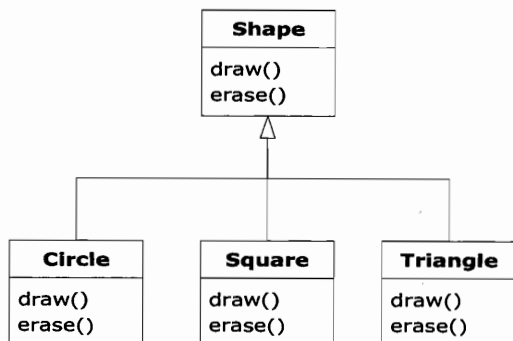 Shape
draw()
erase()
Circle
draw()
erase()
Square
draw()
erase()
Triangle
draw()
erase()